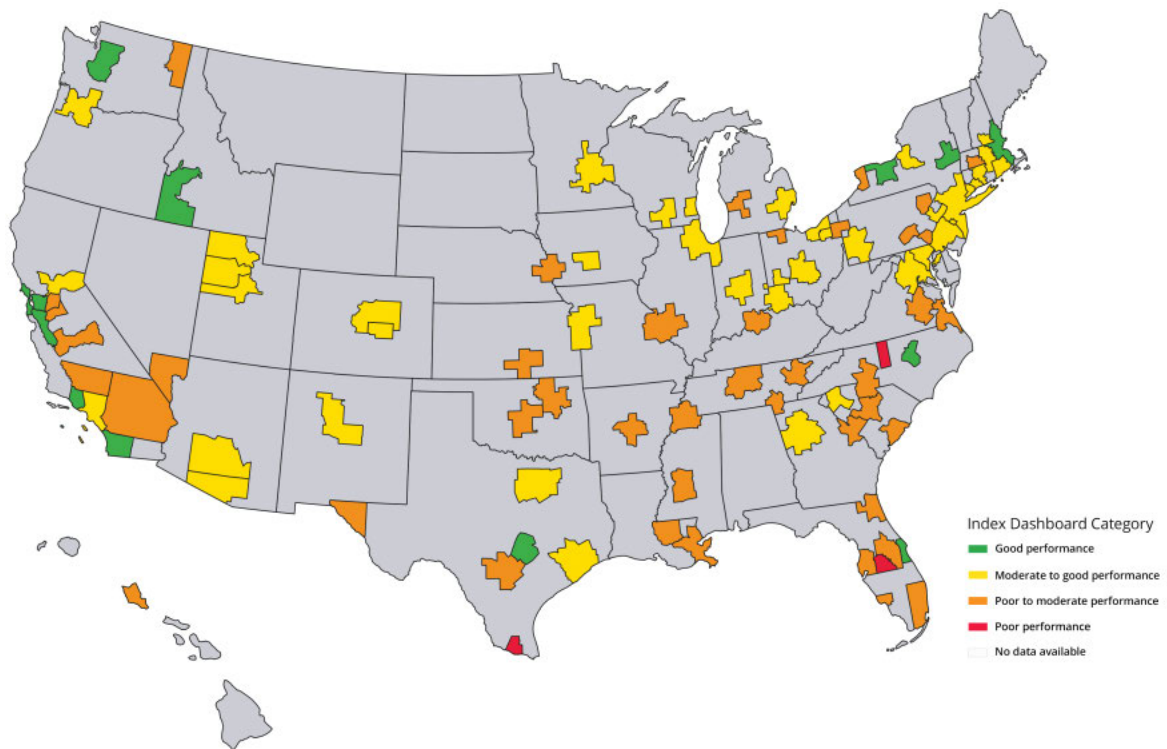 Index Dashboard Category
Good performance
Moderate to good performance
Poor to moderate performance
Poor performance
No data available